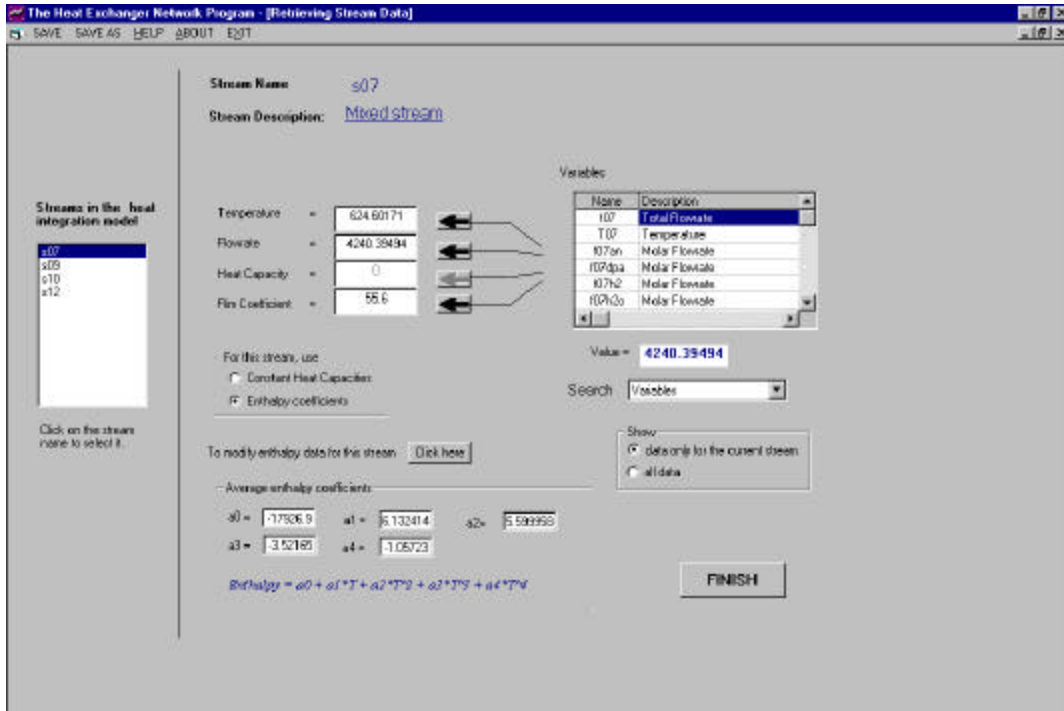 The Heat Exchanger Network Program - [Retrieving Stream Data]
SAVE SAVE AS HELP ABOUT EXIT
Stream Name s07
Stream Description: Mixed stream
Variables
Streams in the heat
integration model
s07
s09
s10
s12
Click on the stream
name to select it.
Temperature = 624.60171
Flowrate = 4240.39494
Heat Capacity = 0
Film Coefficient = 55.6
Name Description
f07 Total Flowrate
T07 Temperature
f07an Molar Flowrate
f07dpa Molar Flowrate
f07h2 Molar Flowrate
f07h2o Molar Flowrate
Value = 4240.39494
Search Variables
For this stream, use
Constant Heat Capacities
Enthalpy coefficients
Show
data only for the current stream
all data
To modify enthalpy data for this stream Click here
Average enthalpy coefficients
a0 = -17926.9 a1 = 6.132414 a2= 5.599958
a3 = -3.52165 a4 = -1.05723
Enthalpy = a0 + a1*T + a2*T^2 + a3*T^3 + a4*T^4
FINISH